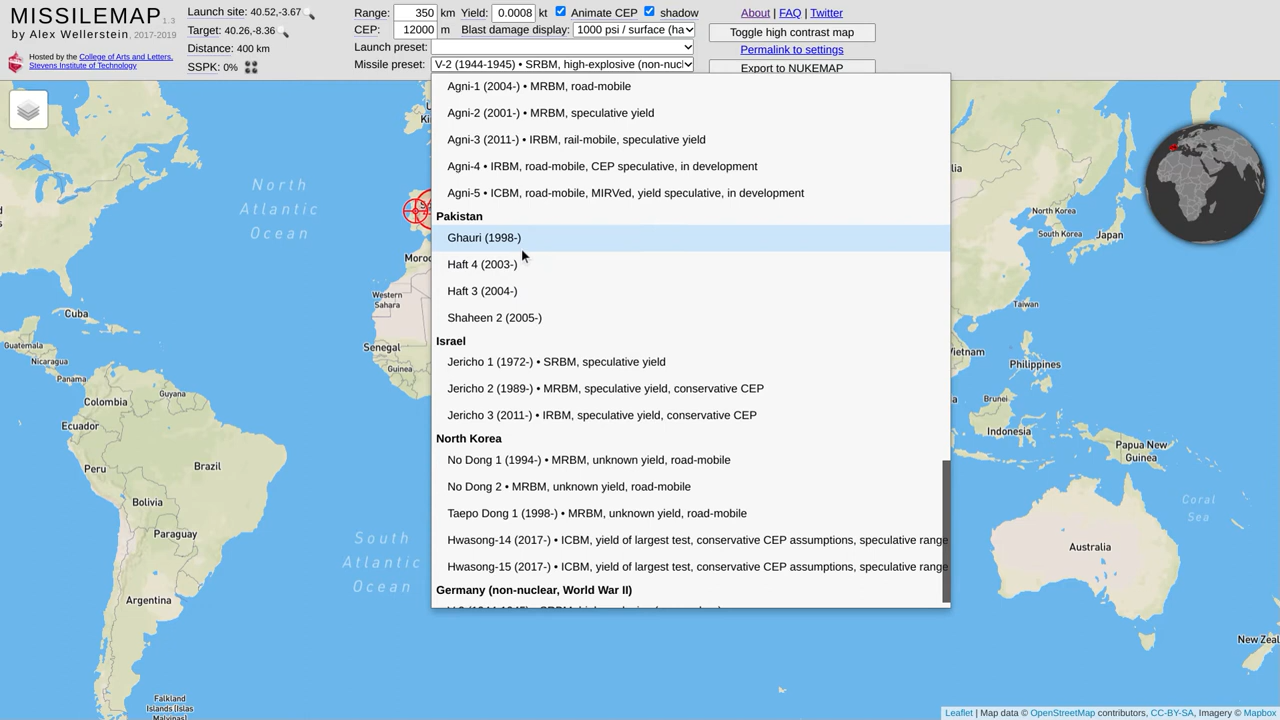 MISSILEMAP 1.3
by Alex Wellerstein, 2017-2019
Hosted by the College of Arts and Letters,
Stevens Institute of Technology
Launch site: 40.52,-3.67
Target: 40.26,-8.36
Distance: 400 km
SSPK: 0%
Range: 350 km Yield: 0.0008 kt Animate CEP shadow
CEP: 12000 m Blast damage display: 1000 psi / surface (ha
Launch preset:
Missile preset: V-2 (1944-1945) • SRBM, high-explosive (non-nucl
About | FAQ | Twitter
Toggle high contrast map
Permalink to settings
Export to NUKEMAP
Agni-1 (2004-) • MRBM, road-mobile
Agni-2 (2001-) • MRBM, speculative yield
Agni-3 (2011-) • IRBM, rail-mobile, speculative yield
Agni-4 • IRBM, road-mobile, CEP speculative, in development
Agni-5 • ICBM, road-mobile, MIRVed, yield speculative, in development
Pakistan
Ghauri (1998-)
Haft 4 (2003-)
Haft 3 (2004-)
Shaheen 2 (2005-)
Israel
Jericho 1 (1972-) • SRBM, speculative yield
Jericho 2 (1989-) • MRBM, speculative yield, conservative CEP
Jericho 3 (2011-) • IRBM, speculative yield, conservative CEP
North Korea
No Dong 1 (1994-) • MRBM, unknown yield, road-mobile
No Dong 2 • MRBM, unknown yield, road-mobile
Taepo Dong 1 (1998-) • MRBM, unknown yield, road-mobile
Hwasong-14 (2017-) • ICBM, yield of largest test, conservative CEP assumptions, speculative range
Hwasong-15 (2017-) • ICBM, yield of largest test, conservative CEP assumptions, speculative range
Germany (non-nuclear, World War II)
North
Atlantic
Ocean
Cuba
Guatemala
Nicaragua
Panama
Colombia
Guyana
Ecuador
Peru
Brazil
Bolivia
Paraguay
Argentina
Falkland
Islands (Islas
Malvinas)
South
Atlantic
Ocean
Western
Sahara
Senegal
Guinea
North Korea
South Korea
Japan
Taiwan
Vietnam
Philippines
Brunei
Indonesia
Papua New
Guinea
Coral
Sea
Australia
New Zeal
Leaflet | Map data © OpenStreetMap contributors, CC-BY-SA, Imagery © Mapbox